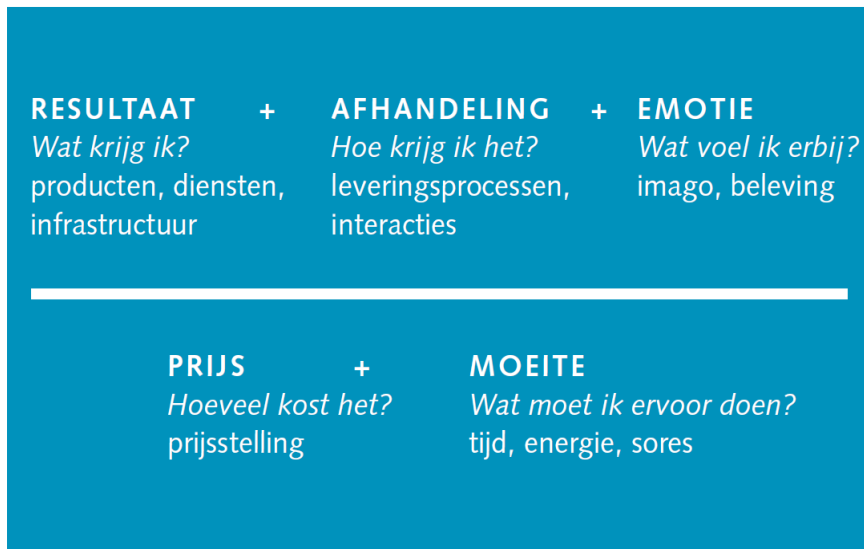 RESULTAAT + AFHANDELING + EMOTIE
Wat krijg ik? Hoe krijg ik het? Wat voel ik erbij?
producten, diensten, leveringsprocessen, imago, beleving
infrastructuur interacties
PRIJS + MOEITE
Hoeveel kost het? Wat moet ik ervoor doen?
prijsstelling tijd, energie, sores